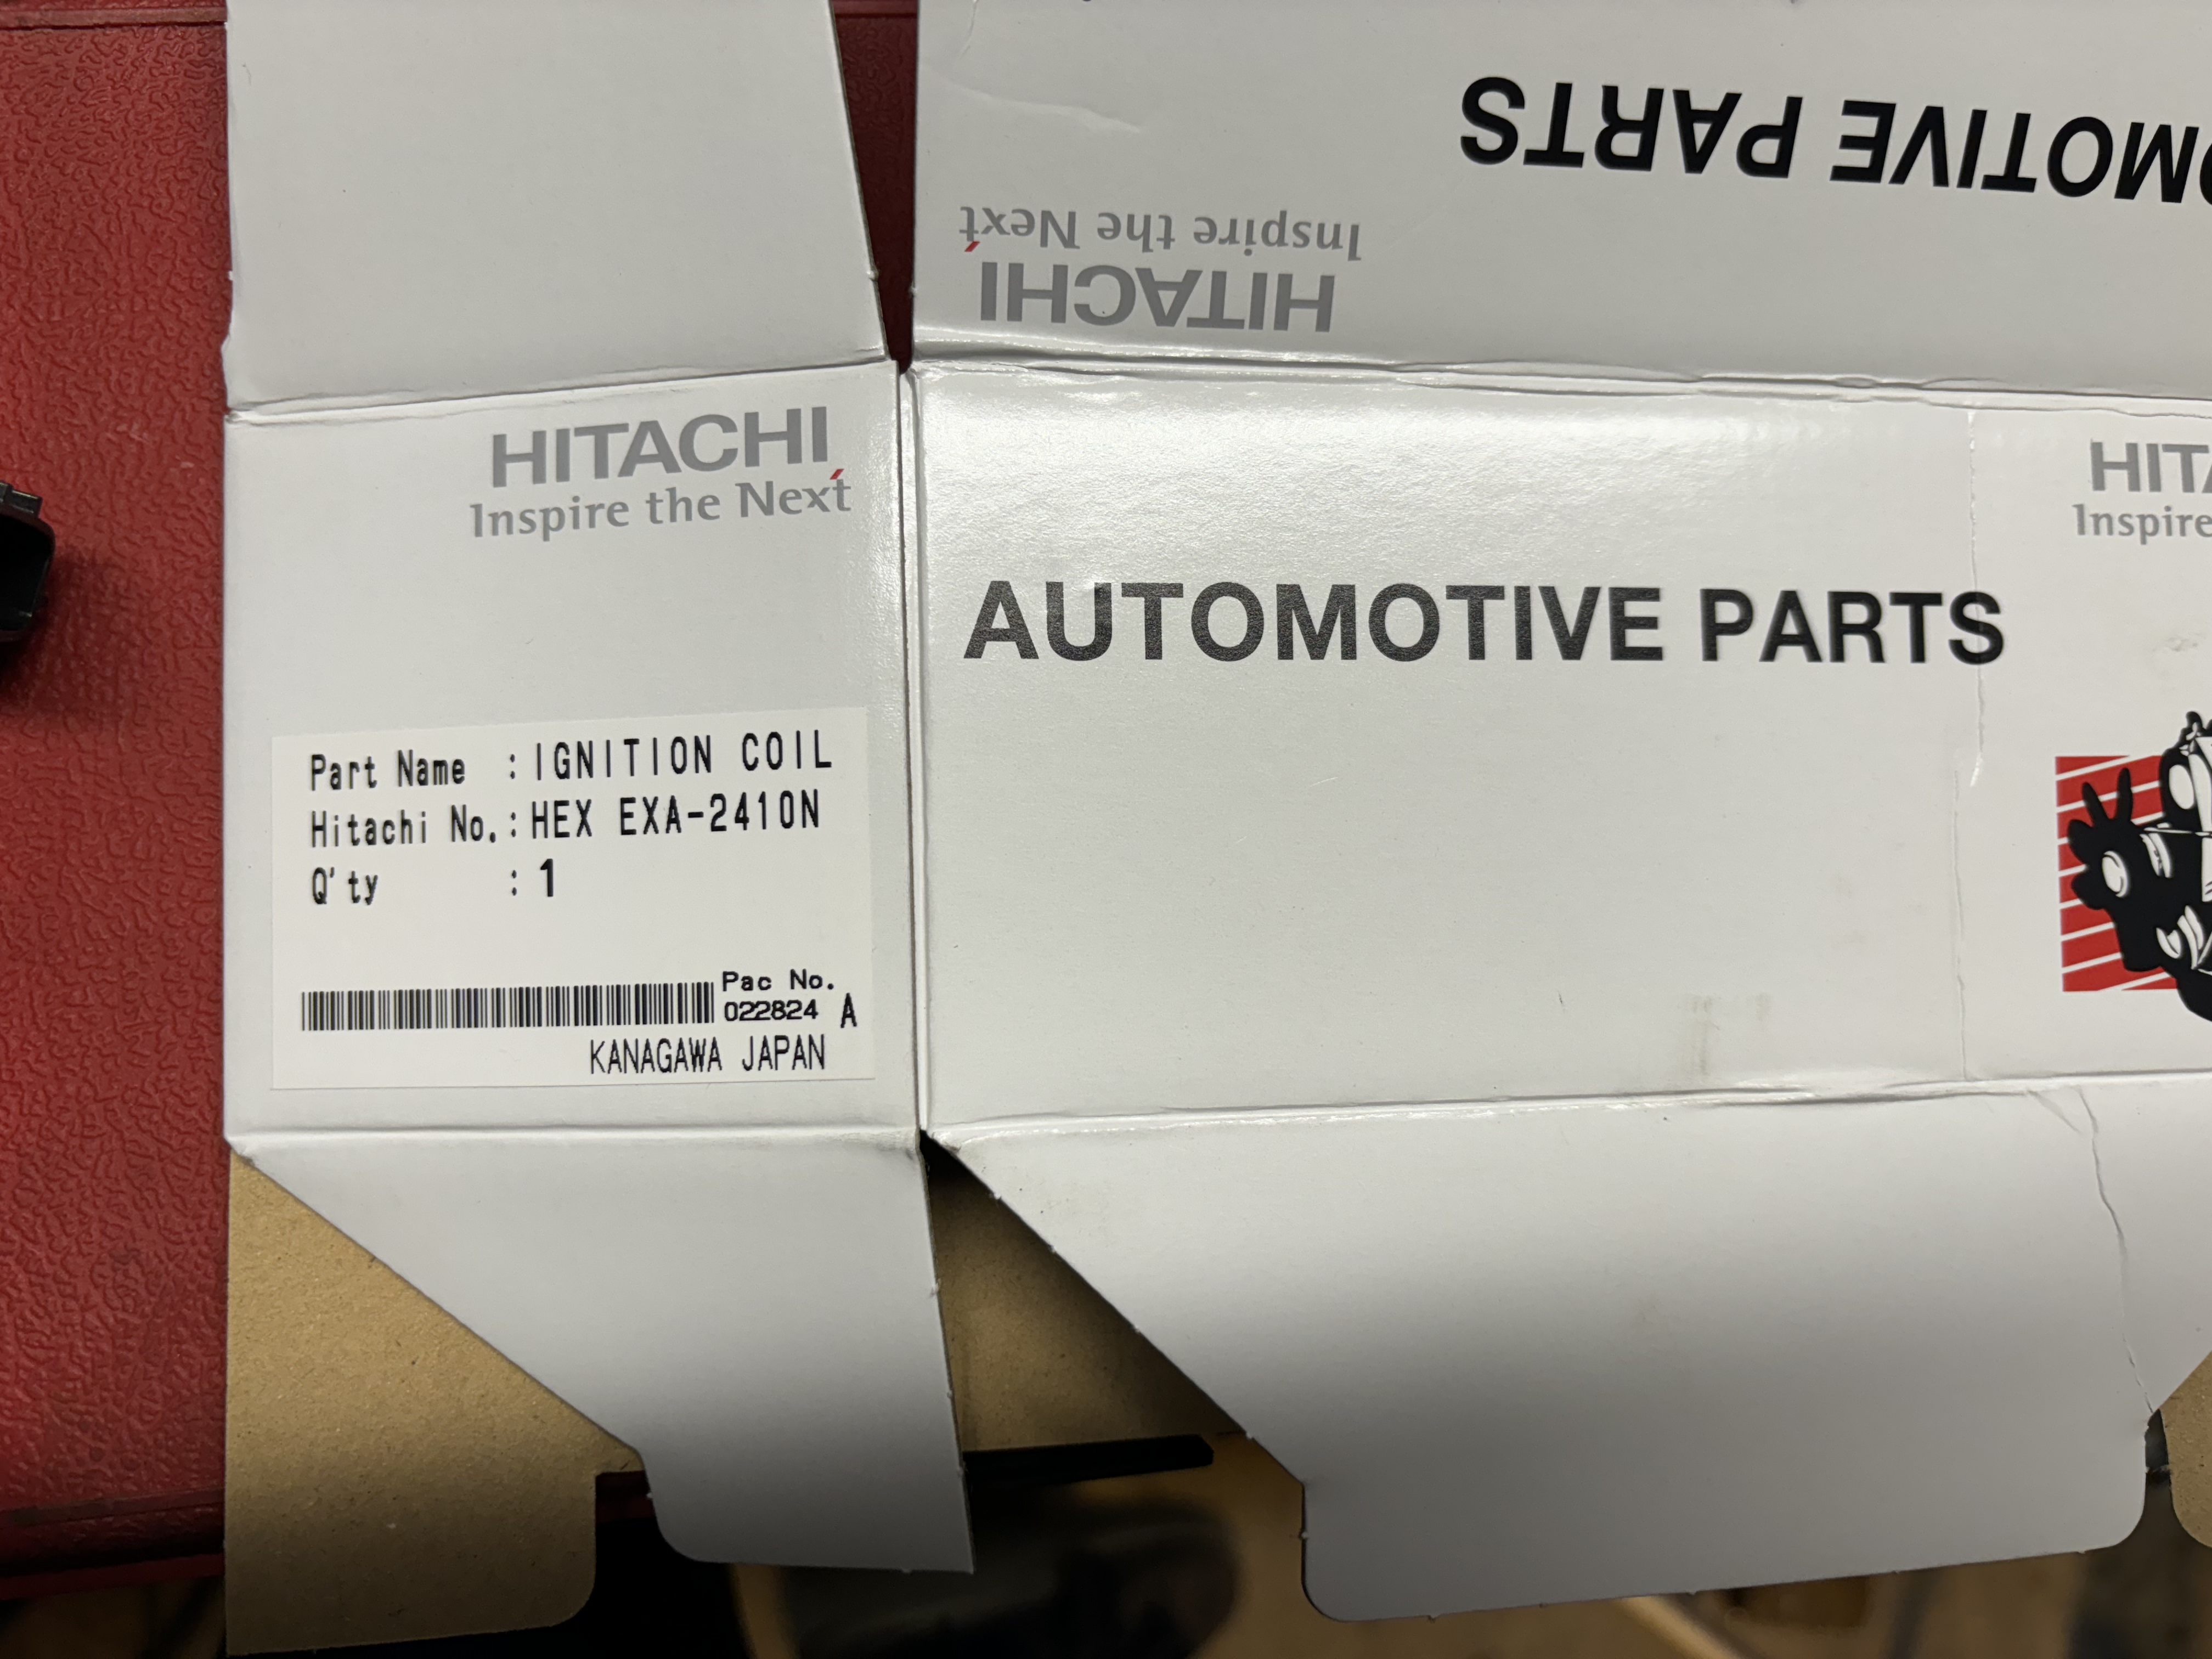 AUTOMOTIVE PARTS
Inspire the Next
HITACHI
HITACHI
Inspire the Next
HITA
Inspire
AUTOMOTIVE PARTS
Part Name : IGNITION COIL
Hitachi No.: HEX EXA-2410N
Q'ty : 1
Pac No.
022824 A
KANAGAWA JAPAN